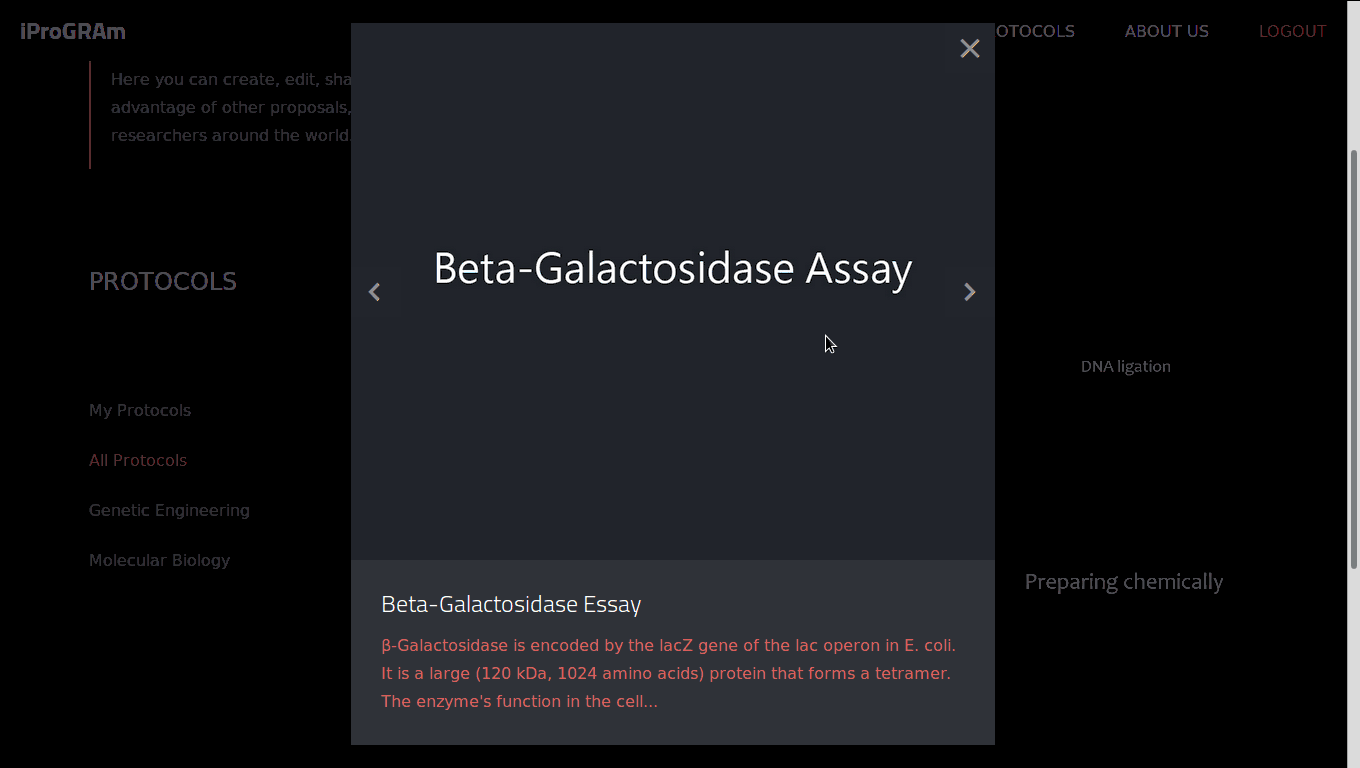 iProGRAm
OTOCOLS
ABOUT US
LOGOUT
Here you can create, edit, sha
advantage of other proposals,
researchers around the world.
PROTOCOLS
My Protocols
All Protocols
Genetic Engineering
Molecular Biology
Beta-Galactosidase Assay
Beta-Galactosidase Essay
β-Galactosidase is encoded by the lacZ gene of the lac operon in E. coli.
It is a large (120 kDa, 1024 amino acids) protein that forms a tetramer.
The enzyme's function in the cell...
DNA ligation
Preparing chemically